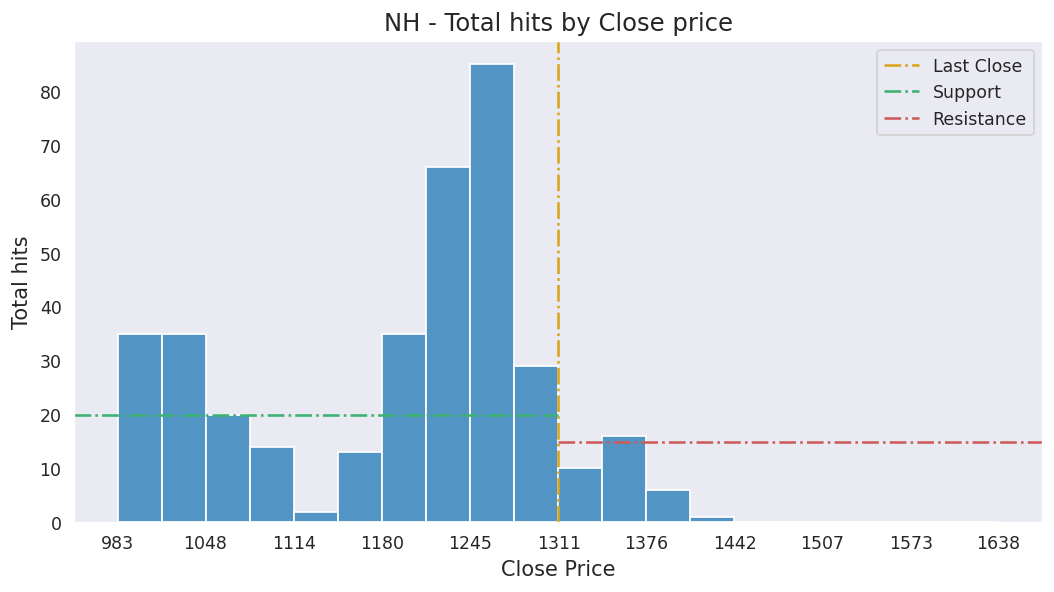 NH - Total hits by Close price
Last Close
Support
Resistance
Total hits
80
70
60
50
40
30
20
10
0
983 1048 1114 1180 1245 1311 1376 1442 1507 1573 1638
Close Price